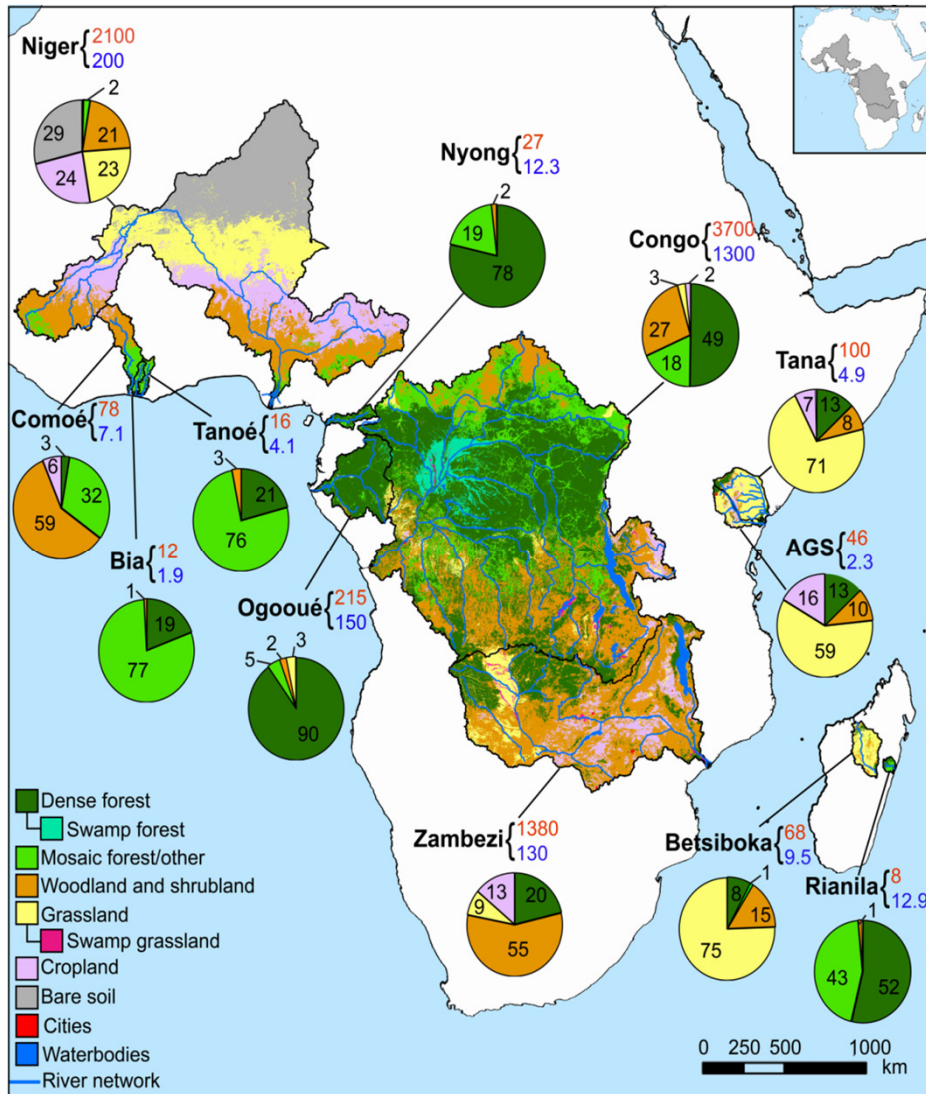 Niger
2100
200
2
29
21
24
23
Nyong
27
12.3
2
19
78
Congo
3700
1300
3
2
27
49
18
Tana
100
4.9
7
13
8
71
Comoé
78
7.1
3
6
32
59
Tanoé
16
4.1
3
21
76
AGS
46
2.3
16
13
10
59
Bia
12
1.9
1
19
77
Ogooué
215
150
2
3
5
90
Zambezi
1380
130
13
20
9
55
Betsiboka
68
9.5
1
8
15
75
Rianila
8
12.9
1
43
52
Dense forest
Swamp forest
Mosaic forest/other
Woodland and shrubland
Grassland
Swamp grassland
Cropland
Bare soil
Cities
Waterbodies
River network
0 250 500 1000
km